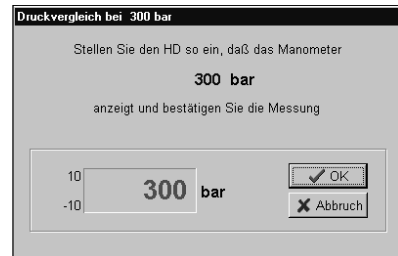 Druckvergleich bei 300 bar
Stellen Sie den HD so ein, daß das Manometer
300 bar
anzeigt und bestätigen Sie die Messung
10
-10
300 bar
OK
Abbruch